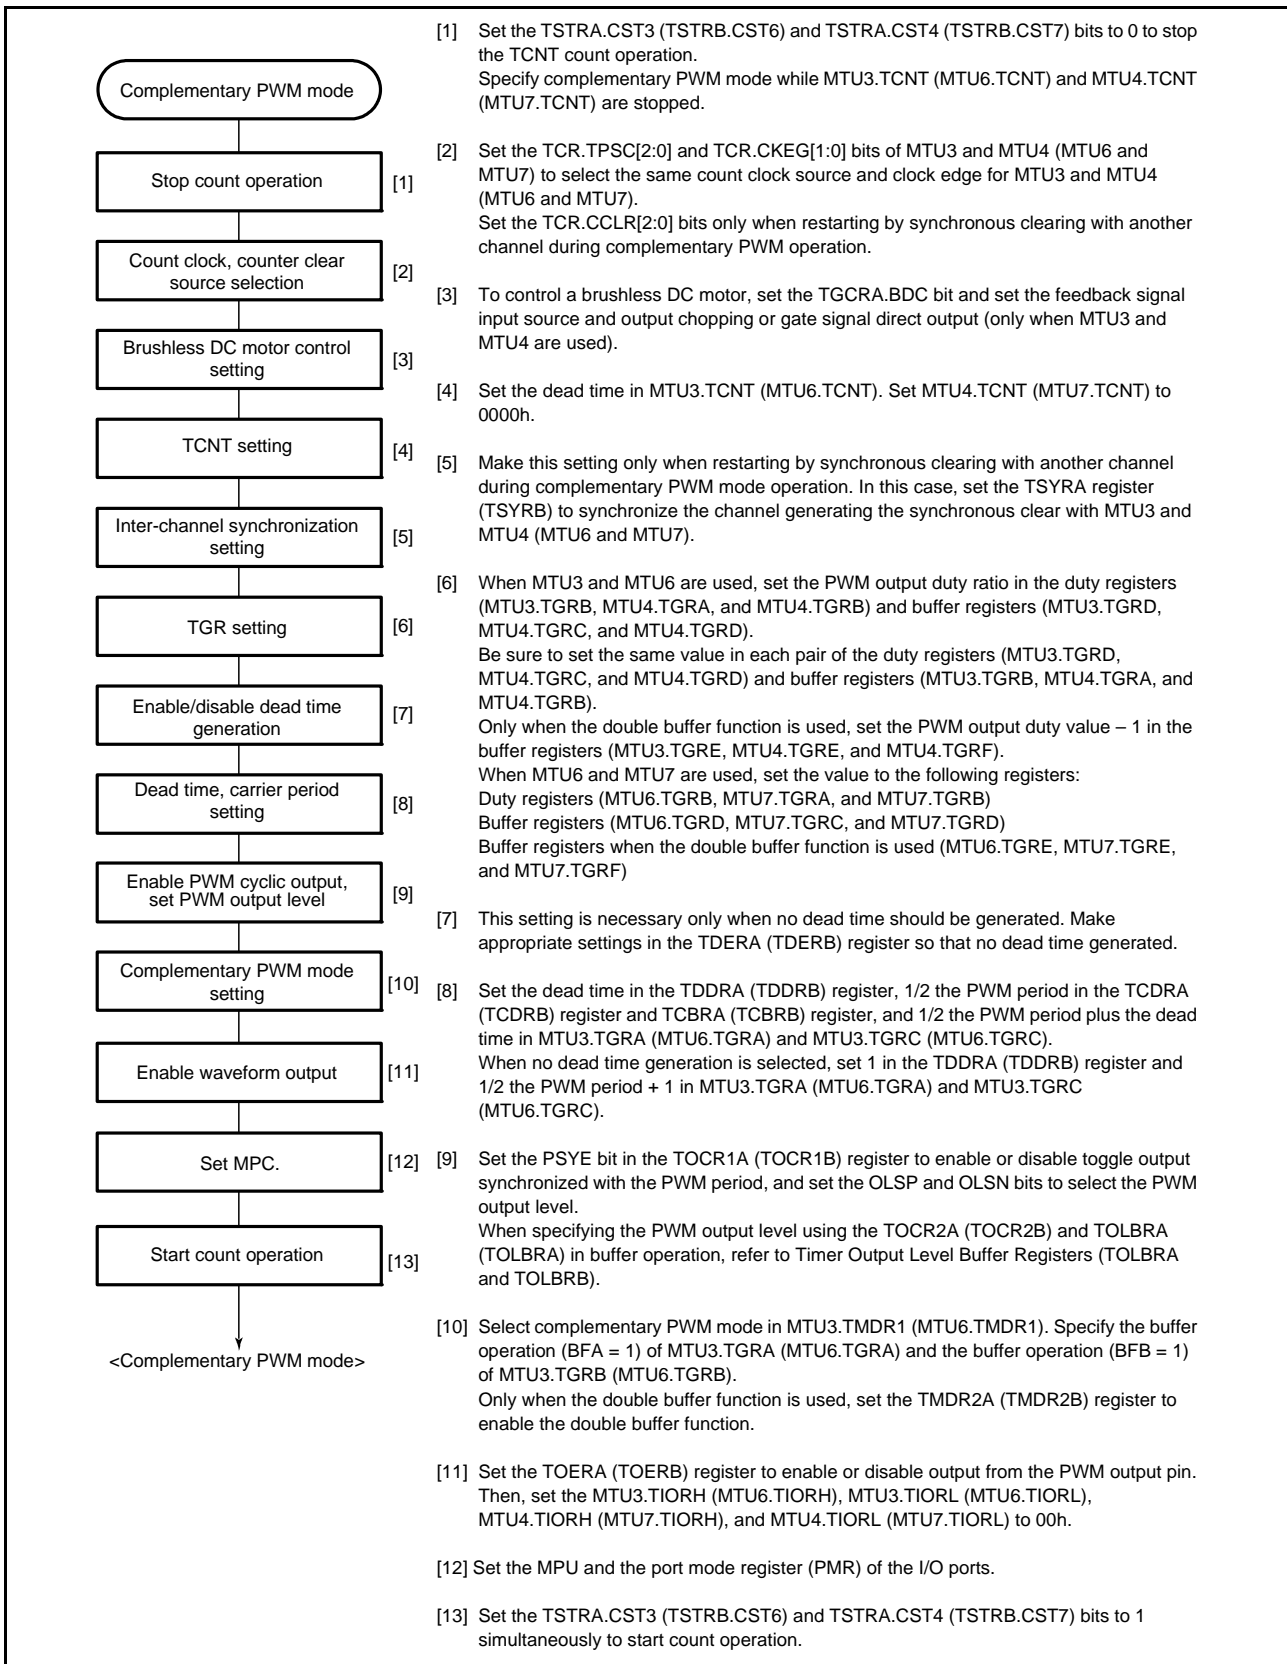 Complementary PWM mode
Stop count operation
[1]
Count clock, counter clear
source selection
[2]
Brushless DC motor control
setting
[3]
TCNT setting
[4]
Inter-channel synchronization
setting
[5]
TGR setting
[6]
Enable/disable dead time
generation
[7]
Dead time, carrier period
setting
[8]
Enable PWM cyclic output,
set PWM output level
[9]
Complementary PWM mode
setting
[10]
Enable waveform output
[11]
Set MPC.
[12]
Start count operation
[13]
<Complementary PWM mode>
[1] Set the TSTRA.CST3 (TSTRB.CST6) and TSTRA.CST4 (TSTRB.CST7) bits to 0 to stop
the TCNT count operation.
Specify complementary PWM mode while MTU3.TCNT (MTU6.TCNT) and MTU4.TCNT
(MTU7.TCNT) are stopped.
[2] Set the TCR.TPSC[2:0] and TCR.CKEG[1:0] bits of MTU3 and MTU4 (MTU6 and
MTU7) to select the same count clock source and clock edge for MTU3 and MTU4
(MTU6 and MTU7).
Set the TCR.CCLR[2:0] bits only when restarting by synchronous clearing with another
channel during complementary PWM operation.
[3] To control a brushless DC motor, set the TGCRA.BDC bit and set the feedback signal
input source and output chopping or gate signal direct output (only when MTU3 and
MTU4 are used).
[4] Set the dead time in MTU3.TCNT (MTU6.TCNT). Set MTU4.TCNT (MTU7.TCNT) to
0000h.
[5] Make this setting only when restarting by synchronous clearing with another channel
during complementary PWM mode operation. In this case, set the TSYRA register
(TSYRB) to synchronize the channel generating the synchronous clear with MTU3 and
MTU4 (MTU6 and MTU7).
[6] When MTU3 and MTU6 are used, set the PWM output duty ratio in the duty registers
(MTU3.TGRB, MTU4.TGRA, and MTU4.TGRB) and buffer registers (MTU3.TGRD,
MTU4.TGRC, and MTU4.TGRD).
Be sure to set the same value in each pair of the duty registers (MTU3.TGRD,
MTU4.TGRC, and MTU4.TGRD) and buffer registers (MTU3.TGRB, MTU4.TGRA, and
MTU4.TGRB).
Only when the double buffer function is used, set the PWM output duty value – 1 in the
buffer registers (MTU3.TGRE, MTU4.TGRE, and MTU4.TGRF).
When MTU6 and MTU7 are used, set the value to the following registers:
Duty registers (MTU6.TGRB, MTU7.TGRA, and MTU7.TGRB)
Buffer registers (MTU6.TGRD, MTU7.TGRC, and MTU7.TGRD)
Buffer registers when the double buffer function is used (MTU6.TGRE, MTU7.TGRE,
and MTU7.TGRF)
[7] This setting is necessary only when no dead time should be generated. Make
appropriate settings in the TDERA (TDERB) register so that no dead time generated.
[8] Set the dead time in the TDDRA (TDDRB) register, 1/2 the PWM period in the TCDRA
(TCDRB) register and TCBRA (TCBRB) register, and 1/2 the PWM period plus the dead
time in MTU3.TGRA (MTU6.TGRA) and MTU3.TGRC (MTU6.TGRC).
When no dead time generation is selected, set 1 in the TDDRA (TDDRB) register and
1/2 the PWM period + 1 in MTU3.TGRA (MTU6.TGRA) and MTU3.TGRC
(MTU6.TGRC).
[9] Set the PSYE bit in the TOCR1A (TOCR1B) register to enable or disable toggle output
synchronized with the PWM period, and set the OLSP and OLSN bits to select the PWM
output level.
When specifying the PWM output level using the TOCR2A (TOCR2B) and TOLBRA
(TOLBRA) in buffer operation, refer to Timer Output Level Buffer Registers (TOLBRA
and TOLBRB).
[10] Select complementary PWM mode in MTU3.TMDR1 (MTU6.TMDR1). Specify the buffer
operation (BFA = 1) of MTU3.TGRA (MTU6.TGRA) and the buffer operation (BFB = 1)
of MTU3.TGRB (MTU6.TGRB).
Only when the double buffer function is used, set the TMDR2A (TMDR2B) register to
enable the double buffer function.
[11] Set the TOERA (TOERB) register to enable or disable output from the PWM output pin.
Then, set the MTU3.TIORH (MTU6.TIORH), MTU3.TIORL (MTU6.TIORL),
MTU4.TIORH (MTU7.TIORH), and MTU4.TIORL (MTU7.TIORL) to 00h.
[12] Set the MPU and the port mode register (PMR) of the I/O ports.
[13] Set the TSTRA.CST3 (TSTRB.CST6) and TSTRA.CST4 (TSTRB.CST7) bits to 1
simultaneously to start count operation.